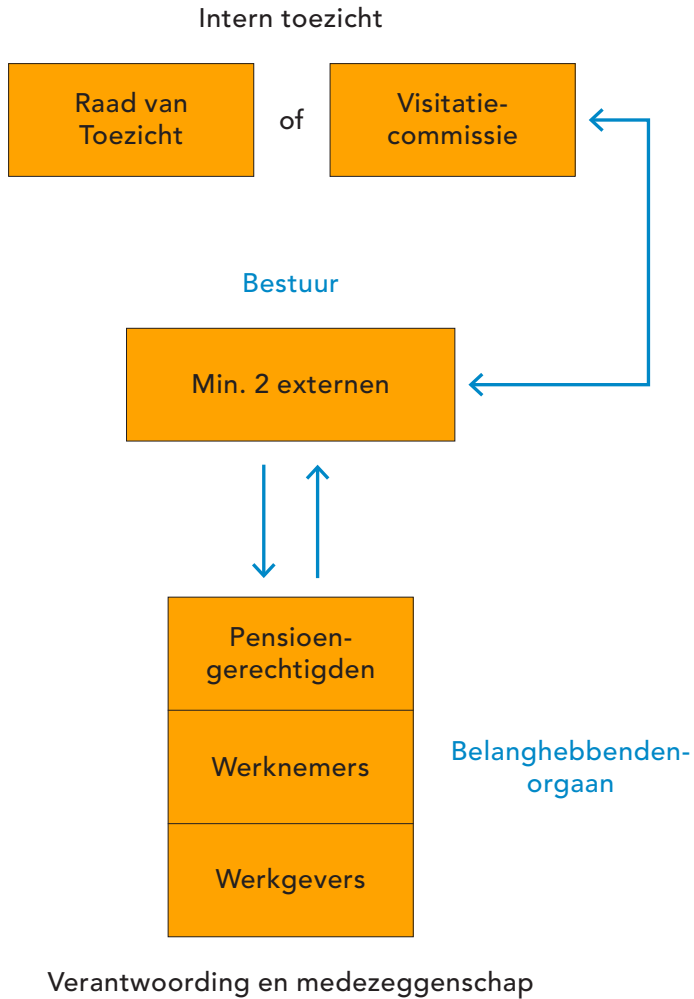 Intern toezicht
Raad van
Toezicht
of
Visitatie-
commissie
Bestuur
Min. 2 externen
Pensioen-
gerechtigden
Werknemers
Belanghebbenden-
orgaan
Werkgevers
Verantwoording en medezeggenschap